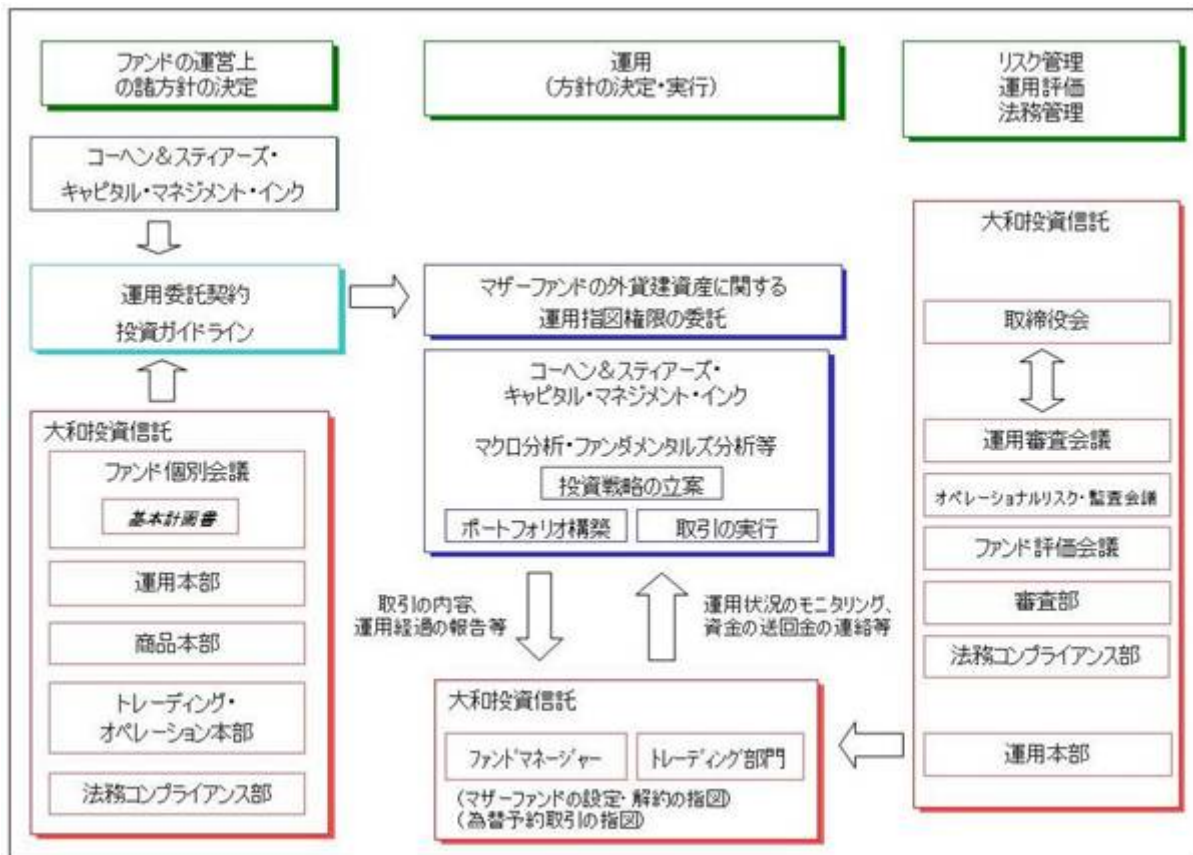 ファンドの運営上
の諸方針の決定
コーヘン&スティアーズ・
キャピタル・マネジメント・インク
運用委託契約
投資ガイドライン
大和投資信託
ファンド個別会議
基本計画書
運用本部
商品本部
トレーディング・
オペレーション本部
法務コンプライアンス部
運用
(方針の決定・実行)
マザーファンドの外貨建資産に関する
運用指図権限の委託
コーヘン&スティアーズ・
キャピタル・マネジメント・インク
マクロ分析・ファンダメンタルズ分析等
投資戦略の立案
ポートフォリオ構築
取引の実行
取引の内容、
運用経過の報告等
運用状況のモニタリング、
資金の送回金の連絡等
大和投資信託
ファンドマネージャー
トレーディング部門
(マザーファンドの設定・解約の指図)
(為替予約取引の指図)
リスク管理
運用評価
法務管理
大和投資信託
取締役会
運用審査会議
オペレーショナルリスク・監査会議
ファンド評価会議
審査部
法務コンプライアンス部
運用本部